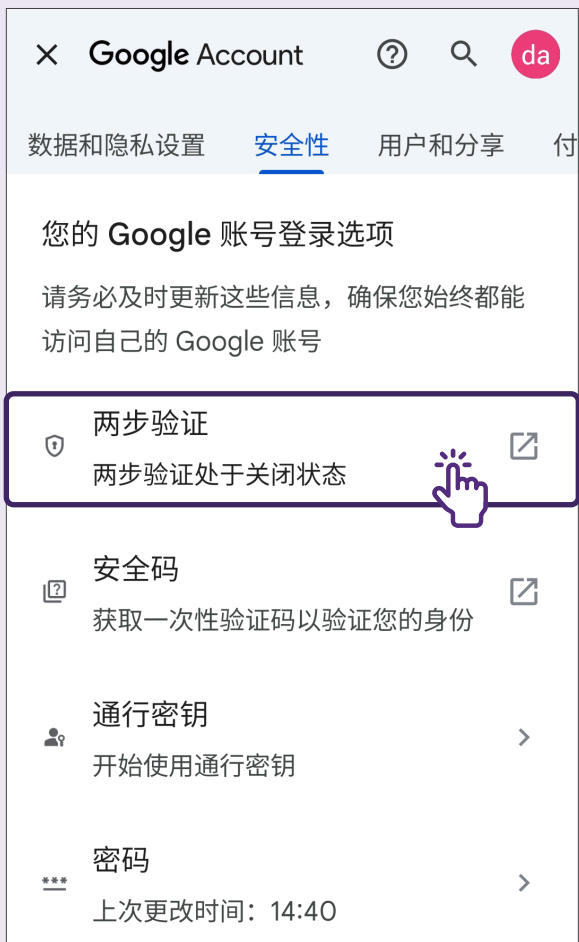 Google Account
da
数据和隐私设置 安全性 用户和分享 付
您的 Google 账号登录选项
请务必及时更新这些信息，确保您始终都能
访问自己的 Google 账号
两步验证
两步验证处于关闭状态
安全码
获取一次性验证码以验证您的身份
通行密钥
开始使用通行密钥
密码
上次更改时间：14:40